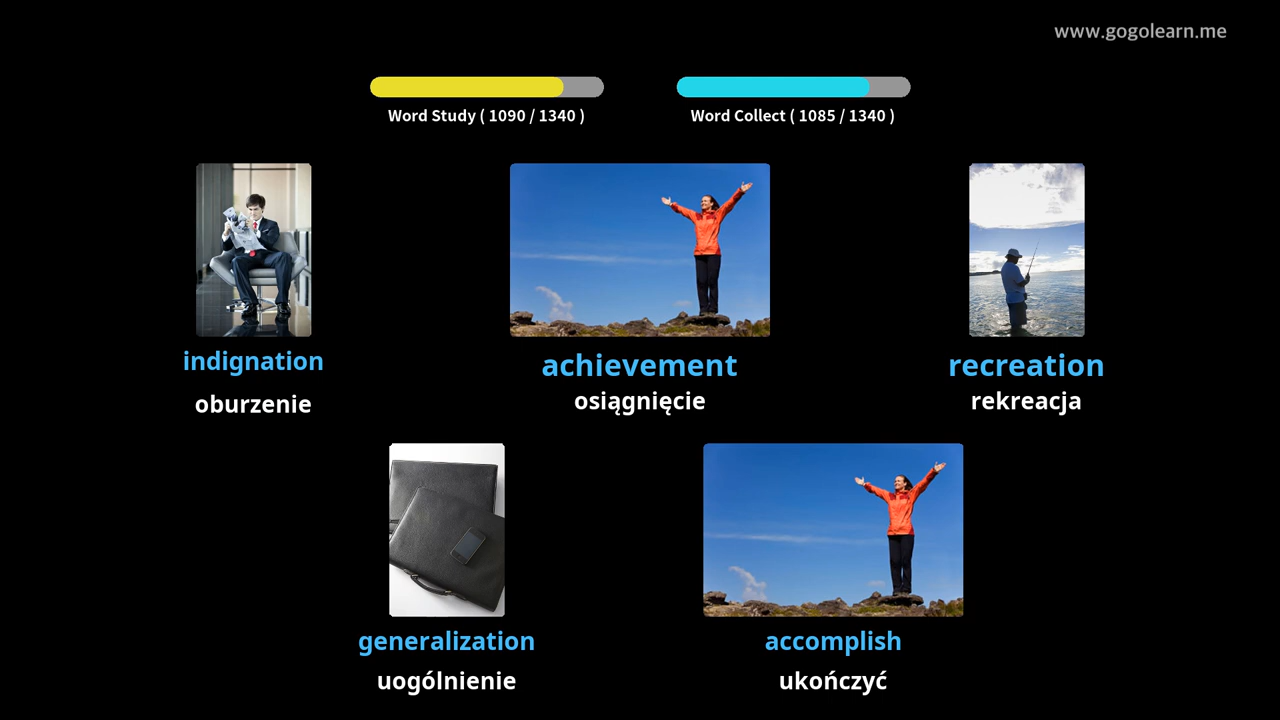 www.gogolearn.me
Word Study ( 1090 / 1340 )
Word Collect ( 1085 / 1340 )
indignation
oburzenie
achievement
osiągnięcie
recreation
rekreacja
generalization
uogólnienie
accomplish
ukończyć